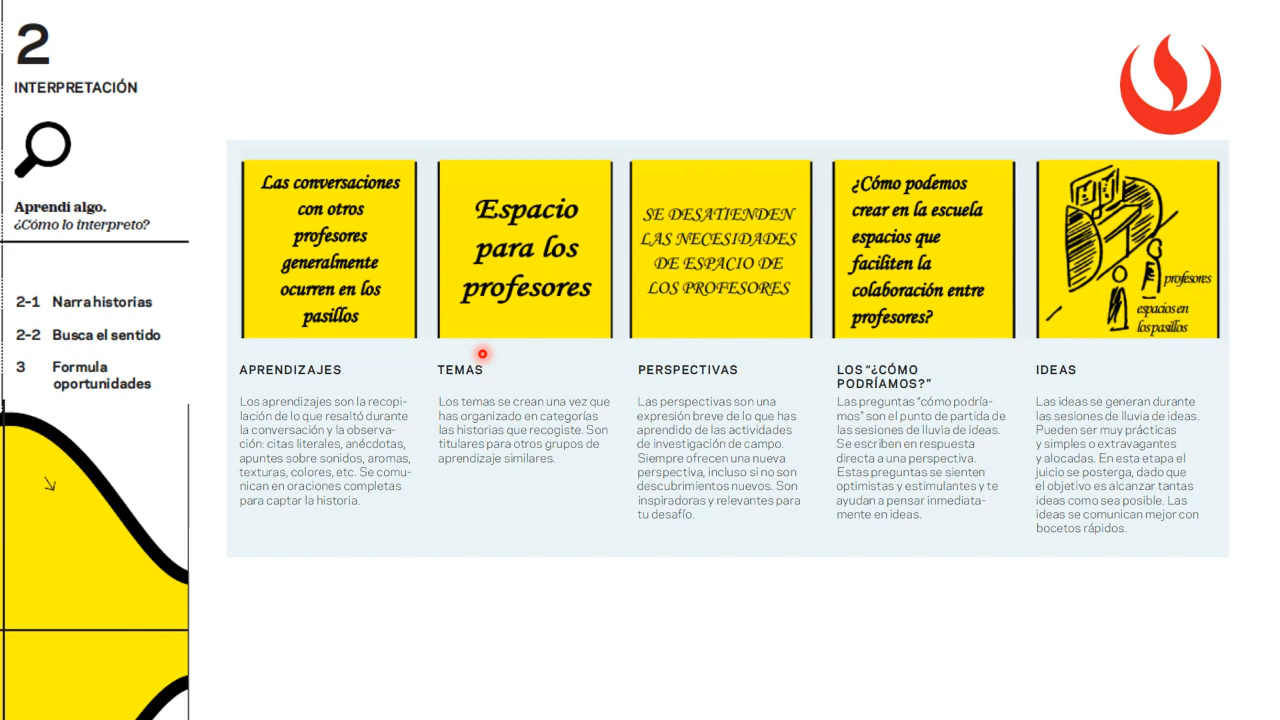 2
INTERPRETACIÓN
Aprendí algo.
¿Cómo lo interpreto?
2-1 Narra historias
2-2 Busca el sentido
3 Formula
oportunidades
Las conversaciones
con otros
profesores
generalmente
ocurren en los
pasillos
APRENDIZAJES
Los aprendizajes son la recopi-
lación de lo que resaltó durante
la conversación y la observa-
ción: citas literales, anécdotas,
apuntes sobre sonidos, aromas,
texturas, colores, etc. Se comu-
nican en oraciones completas
para captar la historia.
Espacio
para los
profesores
TEMAS
Los temas se crean una vez que
has organizado en categorías
las historias que recogiste. Son
titulares para otros grupos de
aprendizaje similares.
SE DESATIENDEN
LAS NECESIDADES
DE ESPACIO DE
LOS PROFESORES
PERSPECTIVAS
Las perspectivas son una
expresión breve de lo que has
aprendido de las actividades
de investigación de campo.
Siempre ofrecen una nueva
perspectiva, incluso si no son
descubrimientos nuevos. Son
inspiradoras y relevantes para
tu desafío.
¿Cómo podemos
crear en la escuela
espacios que
faciliten la
colaboración entre
profesores?
LOS "¿CÓMO
PODRÍAMOS?"
Las preguntas "cómo podría-
mos" son el punto de partida de
las sesiones de lluvia de ideas.
Se escriben en respuesta
directa a una perspectiva.
Estas preguntas se sienten
optimistas y estimulantes y te
ayudan a pensar inmediata-
mente en ideas.
profesores
espacios en
los pasillos
IDEAS
Las ideas se generan durante
las sesiones de lluvia de ideas.
Pueden ser muy prácticas
y simples o extravagantes
y alocadas. En esta etapa el
juicio se posterga, dado que
el objetivo es alcanzar tantas
ideas como sea posible. Las
ideas se comunican mejor con
bocetos rápidos.